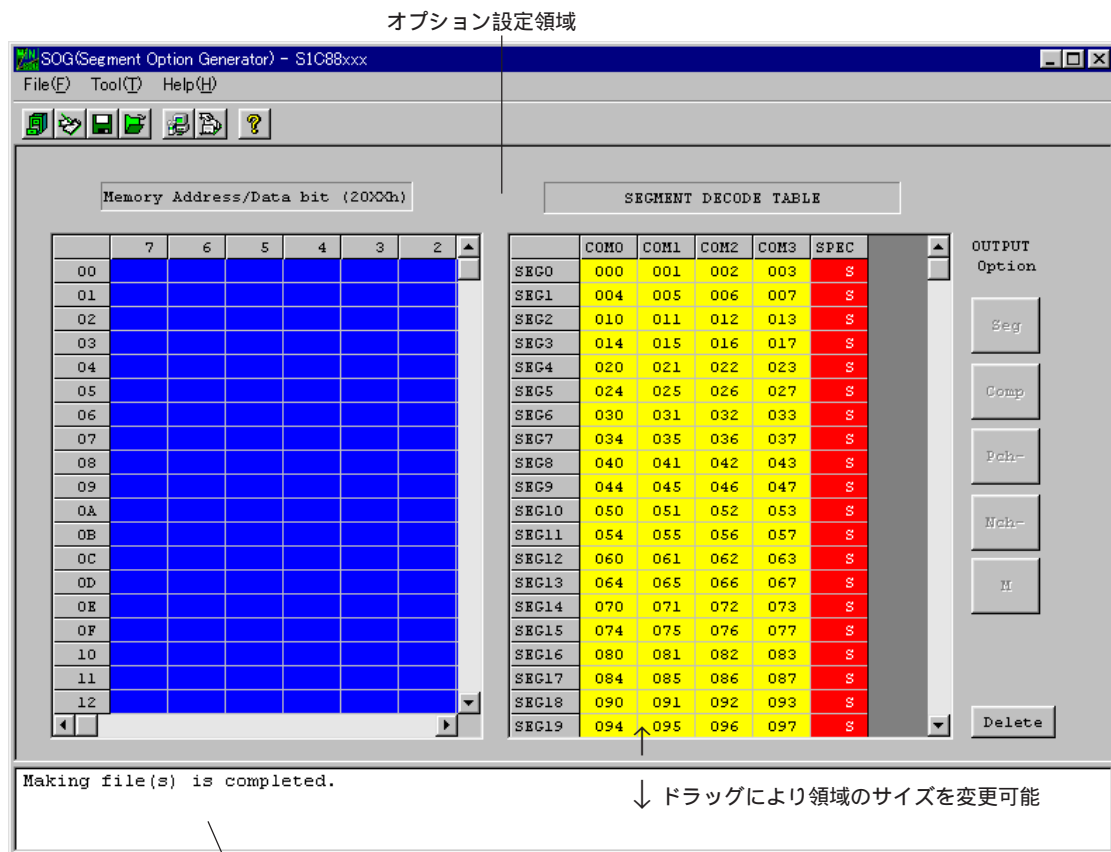 オプション設定領域
SOG(Segment Option Generator) - S1C88xxx
File(F) Tool(T) Help(H)
Memory Address/Data bit (20XXh)
SEGMENT DECODE TABLE
7 6 5 4 3 2
00
01
02
03
04
05
06
07
08
09
0A
0B
0C
0D
0E
0F
10
11
12
COM0 COM1 COM2 COM3 SPEC
SEG0 000 001 002 003 S
SEG1 004 005 006 007 S
SEG2 010 011 012 013 S
SEG3 014 015 016 017 S
SEG4 020 021 022 023 S
SEG5 024 025 026 027 S
SEG6 030 031 032 033 S
SEG7 034 035 036 037 S
SEG8 040 041 042 043 S
SEG9 044 045 046 047 S
SEG10 050 051 052 053 S
SEG11 054 055 056 057 S
SEG12 060 061 062 063 S
SEG13 064 065 066 067 S
SEG14 070 071 072 073 S
SEG15 074 075 076 077 S
SEG16 080 081 082 083 S
SEG17 084 085 086 087 S
SEG18 090 091 092 093 S
SEG19 094 095 096 097 S
OUTPUT
Option
Seg
Comp
Pch-
Nch-
M
Delete
Making file(s) is completed.
↑
↓ ドラッグにより領域のサイズを変更可能